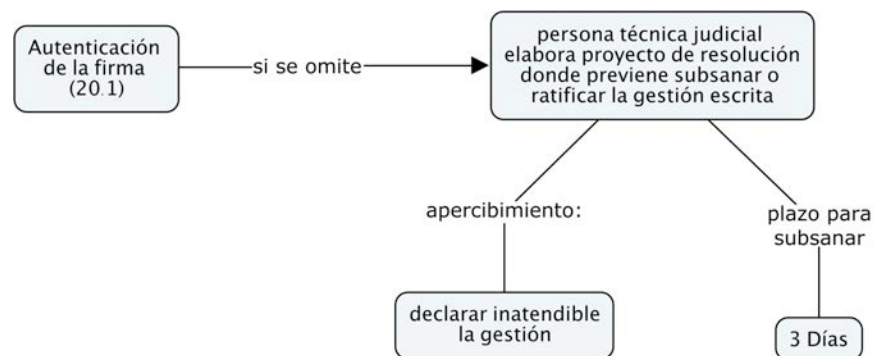 Autenticación
de la firma
(20.1)
si se omite
persona técnica judicial
elabora proyecto de resolución
donde previene subsanar o
ratificar la gestión escrita
apercibimiento:
declarar inatendible
la gestión
plazo para
subsanar
3 Días